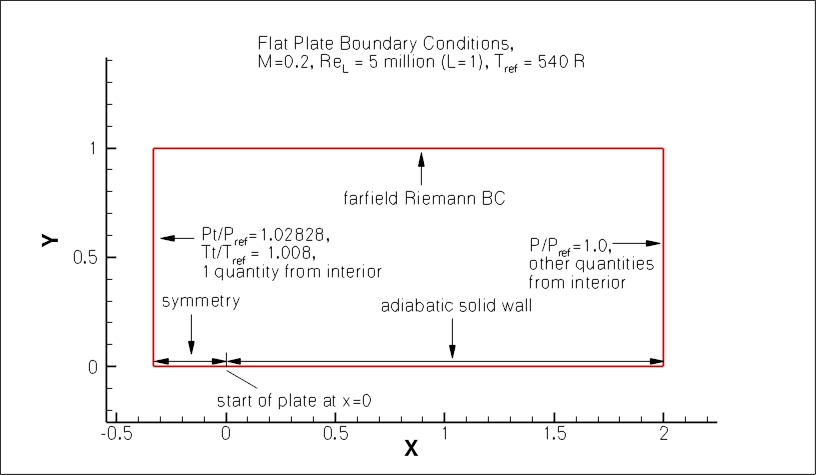 Flat Plate Boundary Conditions,
M=0.2, Re_L = 5 million (L=1), T_ref = 540 R
1
farfield Riemann BC
Y
Pt/P_ref=1.02828,
Tt/T_ref = 1.008,
1 quantity from interior
P/P_ref=1.0,
other quantities
from interior
0.5
symmetry
adiabatic solid wall
0
start of plate at x=0
-0.5 0 0.5 1 1.5 2
X